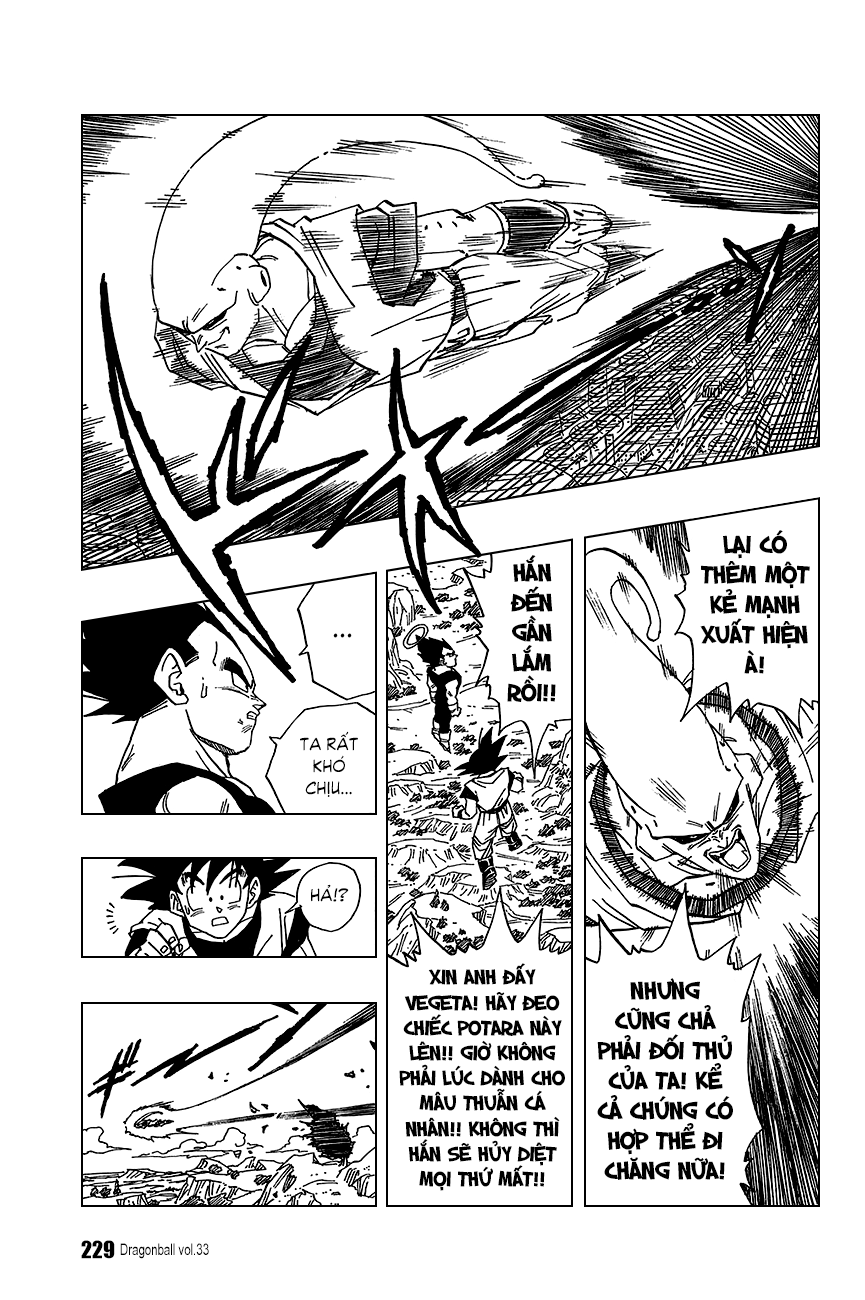 LẠI CÓ
THÊM MỘT
KẺ MẠNH
XUẤT HIỆN
À!
NHƯNG
CŨNG CHẢ
PHẢI ĐỐI THỦ
CỦA TA! KỂ
CẢ CHÚNG CÓ
HỢP THỂ ĐI
CHĂNG NỮA!
HẮN
ĐẾN
GẦN
LẮM
RỒI!!
XIN ANH ĐẤY
VEGETA! HÃY ĐEO
CHIẾC POTARA NÀY
LÊN!! GIỜ KHÔNG
PHẢI LÚC DÀNH CHO
MÂU THUẪN CÁ
NHÂN!! KHÔNG THÌ
HẮN SẼ HỦY DIỆT
MỌI THỨ MẤT!!
...
TA RẤT
KHÓ
CHỊU...
HẢ!?
229 Dragonball vol.33